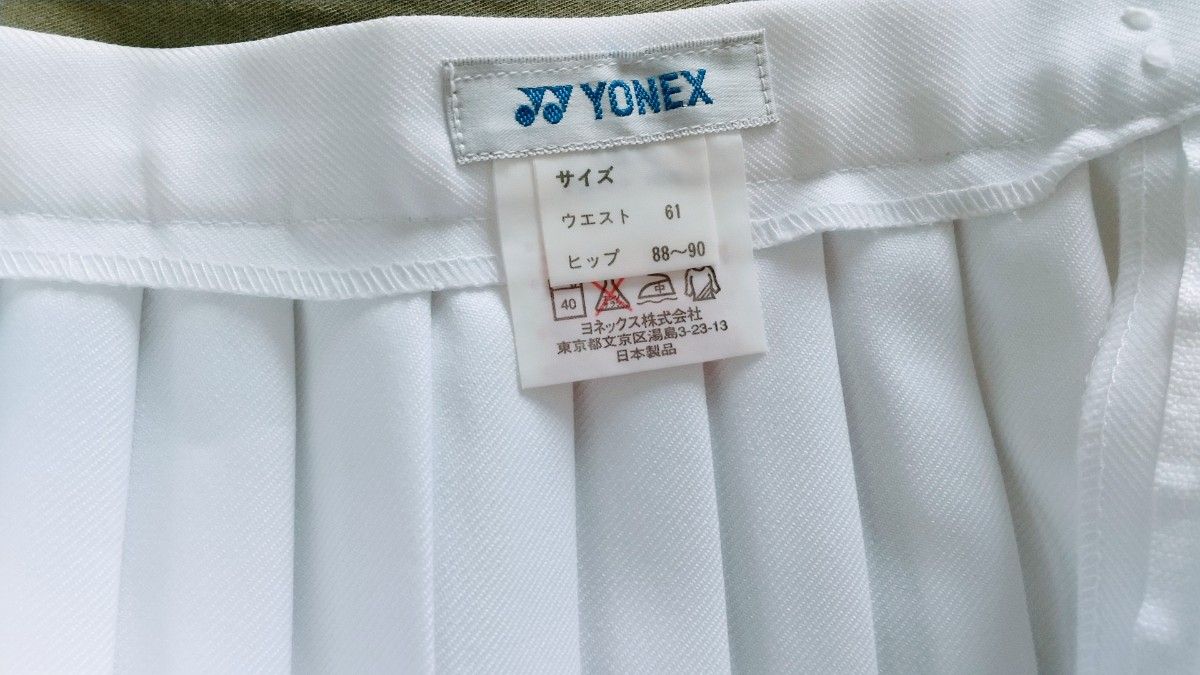 YONEX
サイズ
ウエスト 61
ヒップ 88～90
40 中
ヨネックス株式会社
東京都文京区湯島3-23-13
日本製品